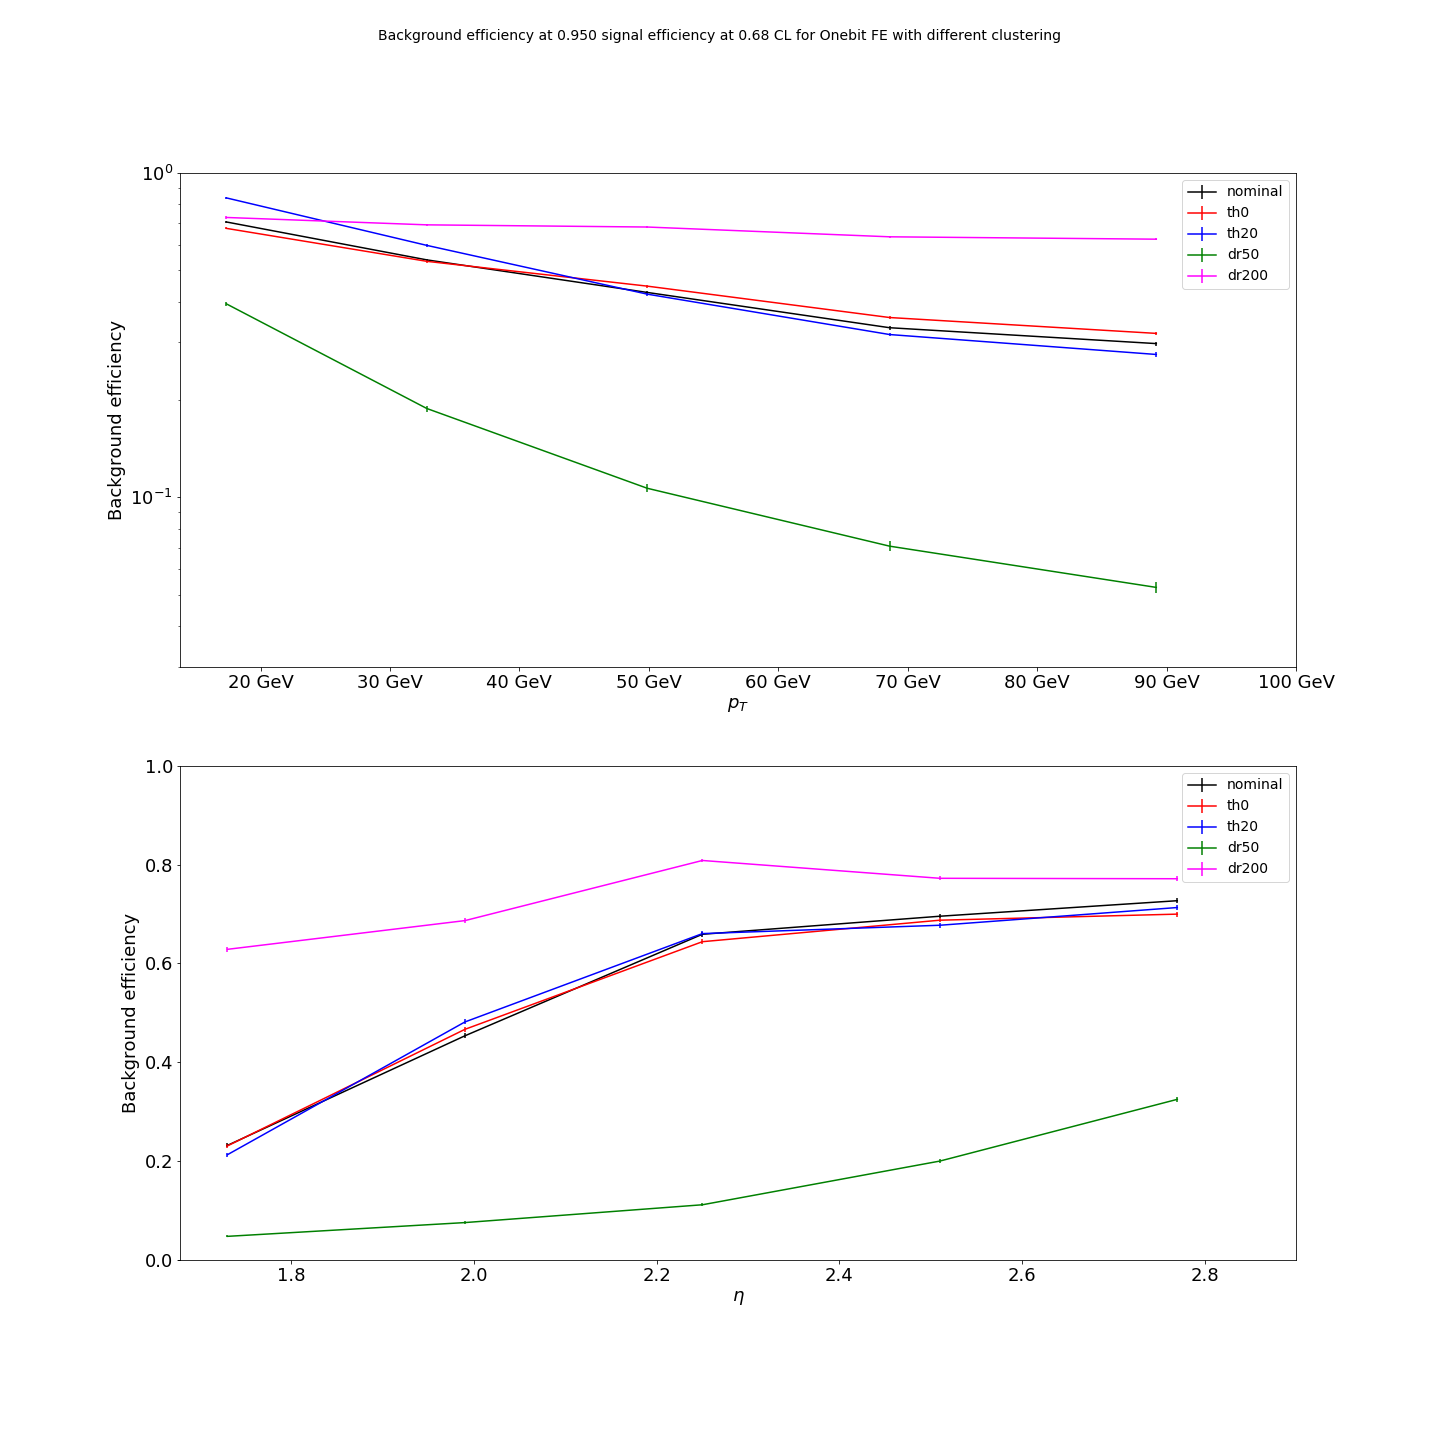 Background efficiency at 0.950 signal efficiency at 0.68 CL for Onebit FE with different clustering
10⁰
10⁻¹
Background efficiency
nominal
th0
th20
dr50
dr200
20 GeV 30 GeV 40 GeV 50 GeV 60 GeV 70 GeV 80 GeV 90 GeV 100 GeV
p_T
1.0
0.8
0.6
0.4
0.2
0.0
Background efficiency
nominal
th0
th20
dr50
dr200
1.8 2.0 2.2 2.4 2.6 2.8
η